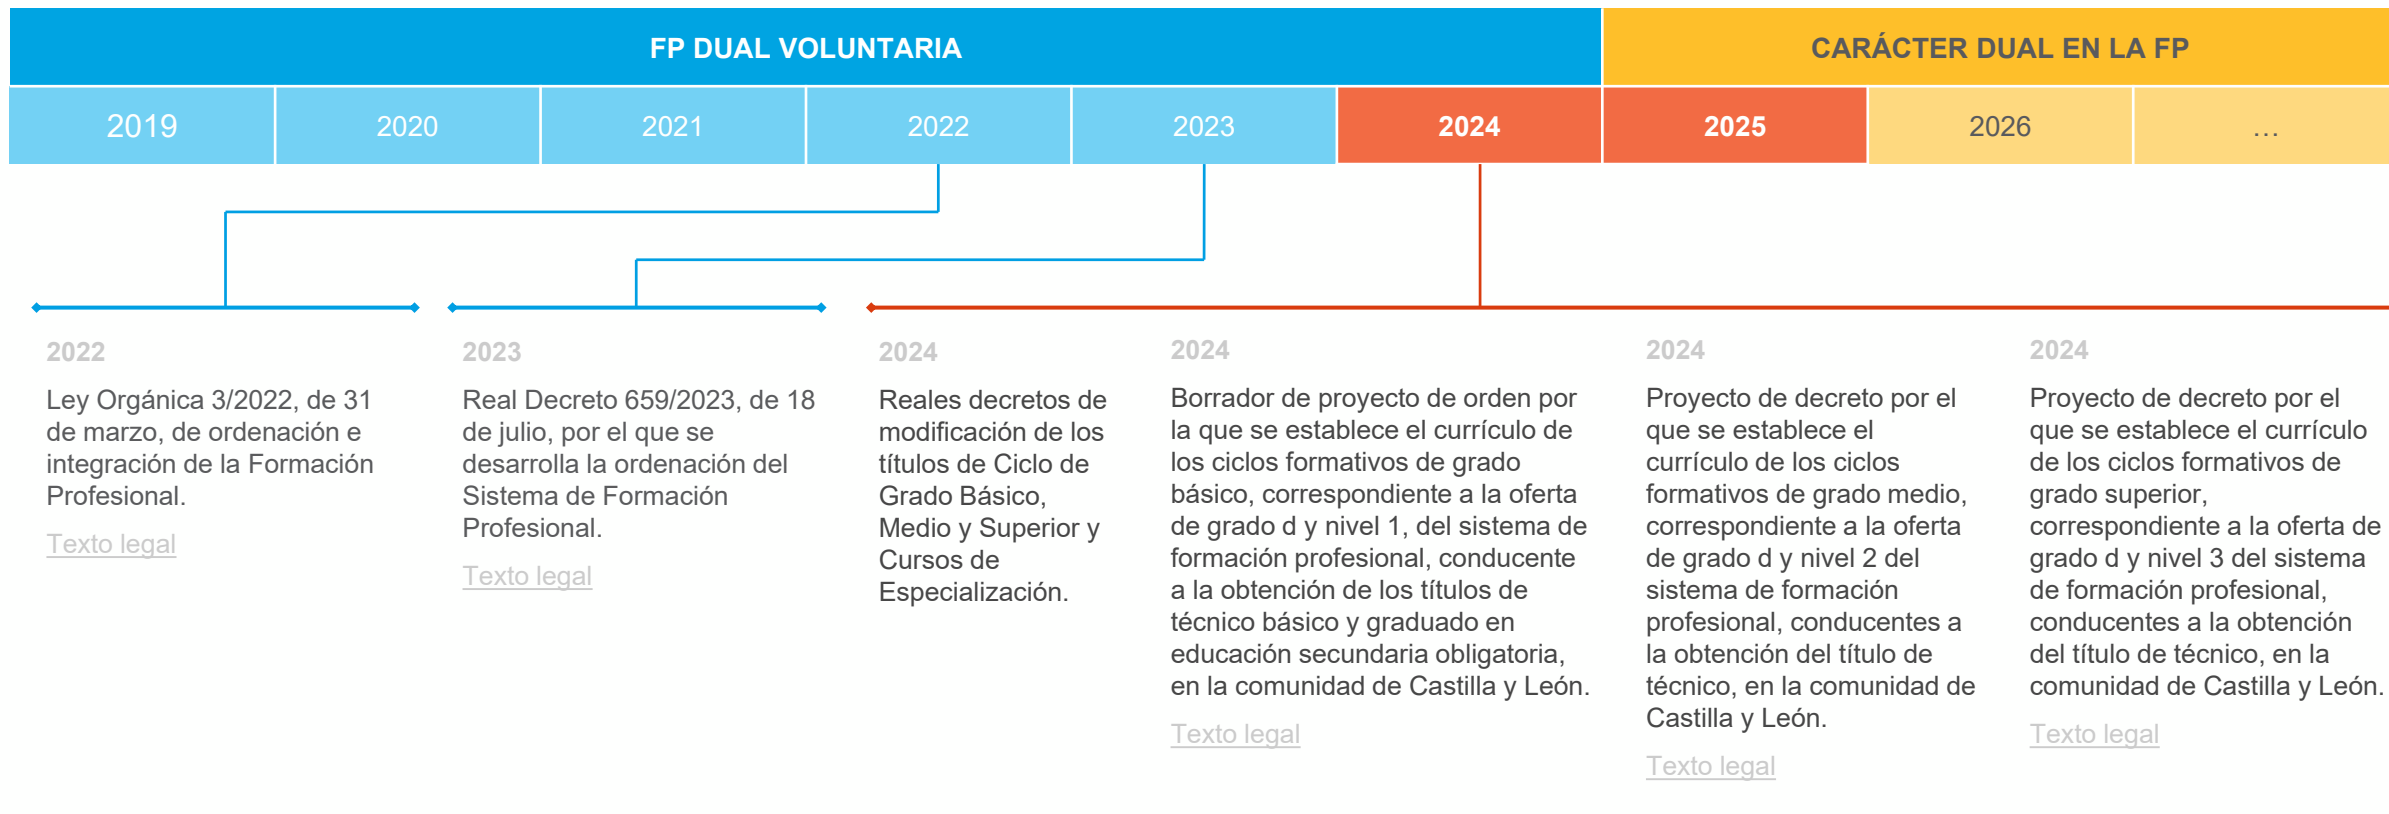 FP DUAL VOLUNTARIA
CARÁCTER DUAL EN LA FP
2019
2020
2021
2022
2023
2024
2025
2026
…
2022
Ley Orgánica 3/2022, de 31
de marzo, de ordenación e
integración de la Formación
Profesional.
Texto legal
2023
Real Decreto 659/2023, de 18
de julio, por el que se
desarrolla la ordenación del
Sistema de Formación
Profesional.
Texto legal
2024
Reales decretos de
modificación de los
títulos de Ciclo de
Grado Básico,
Medio y Superior y
Cursos de
Especialización.
2024
Borrador de proyecto de orden por
la que se establece el currículo de
los ciclos formativos de grado
básico, correspondiente a la oferta
de grado d y nivel 1, del sistema de
formación profesional, conducente
a la obtención de los títulos de
técnico básico y graduado en
educación secundaria obligatoria,
en la comunidad de Castilla y León.
Texto legal
2024
Proyecto de decreto por el
que se establece el
currículo de los ciclos
formativos de grado medio,
correspondiente a la oferta
de grado d y nivel 2 del
sistema de formación
profesional, conducentes a
la obtención del título de
técnico, en la comunidad de
Castilla y León.
Texto legal
2024
Proyecto de decreto por el
que se establece el currículo
de los ciclos formativos de
grado superior,
correspondiente a la oferta de
grado d y nivel 3 del sistema
de formación profesional,
conducentes a la obtención
del título de técnico, en la
comunidad de Castilla y León.
Texto legal